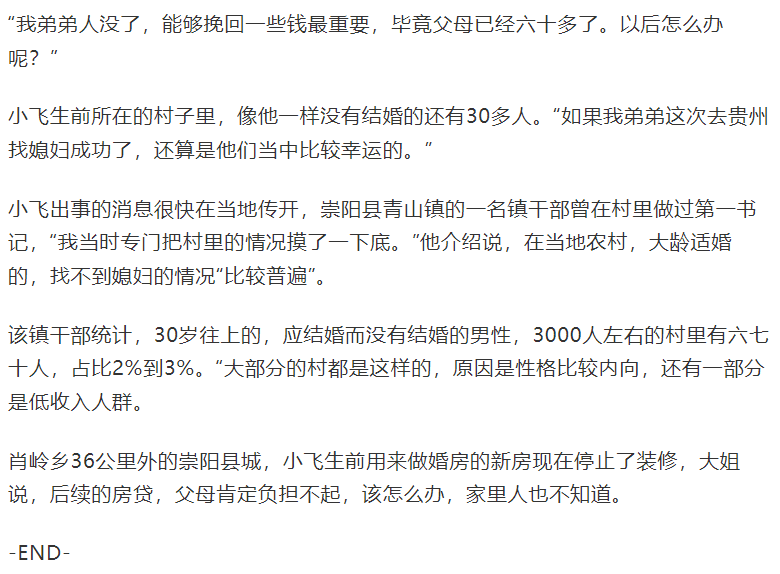 “我弟弟人没了，能够挽回一些钱最重要，毕竟父母已经六十多了。以后怎么办
呢？”
小飞生前所在的村子里，像他一样没有结婚的还有30多人。“如果我弟弟这次去贵州
找媳妇成功了，还算是他们当中比较幸运的。”
小飞出事的消息很快在当地传开，崇阳县青山镇的一名镇干部曾在村里做过第一书
记，“我当时专门把村里的情况摸了一下底。”他介绍说，在当地农村，大龄适婚
的，找不到媳妇的情况“比较普遍”。
该镇干部统计，30岁往上的，应结婚而没有结婚的男性，3000人左右的村里有六七
十人，占比2%到3%。“大部分的村都是这样的，原因是性格比较内向，还有一部分
是低收入人群。
肖岭乡36公里外的崇阳县城，小飞生前用来做婚房的新房现在停止了装修，大姐
说，后续的房贷，父母肯定负担不起，该怎么办，家里人也不知道。
-END-